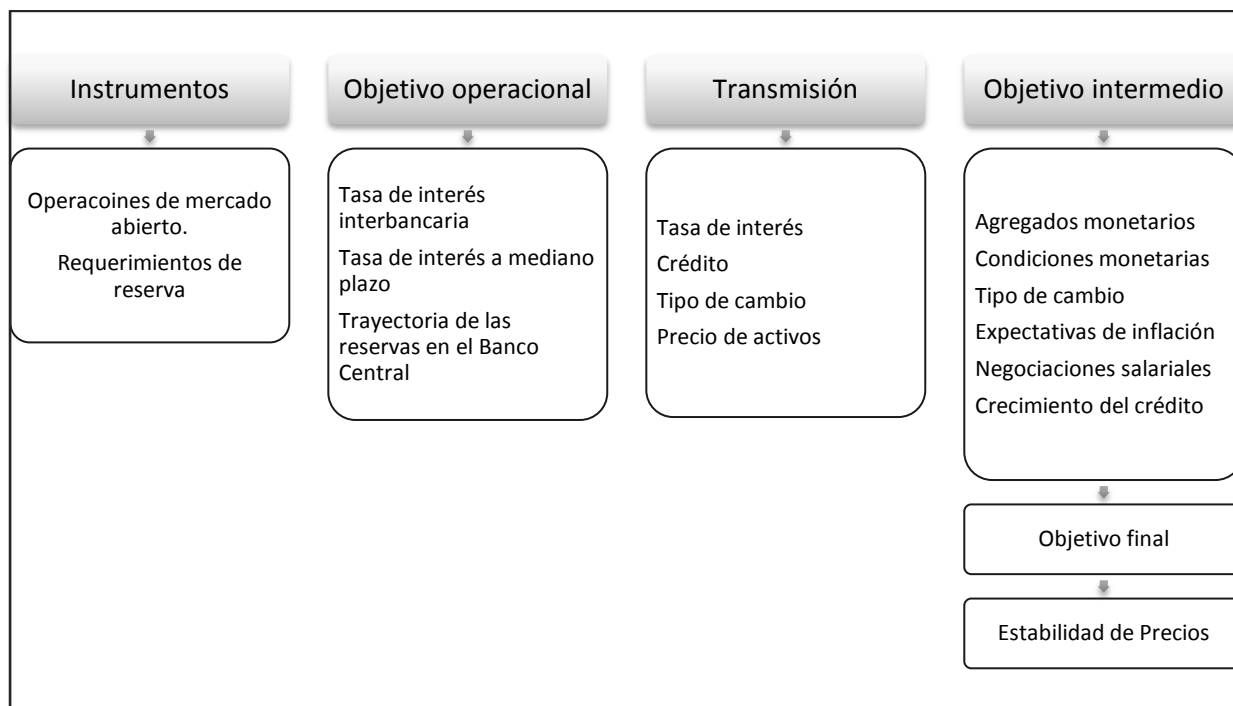 Instrumentos
Operacoines de mercado
abierto.
Requerimientos de
reserva
Objetivo operacional
Tasa de interés
interbancaria
Tasa de interés a mediano
plazo
Trayectoria de las
reservas en el Banco
Central
Transmisión
Tasa de interés
Crédito
Tipo de cambio
Precio de activos
Objetivo intermedio
Agregados monetarios
Condiciones monetarias
Tipo de cambio
Expectativas de inflación
Negociaciones salariales
Crecimiento del crédito
Objetivo final
Estabilidad de Precios